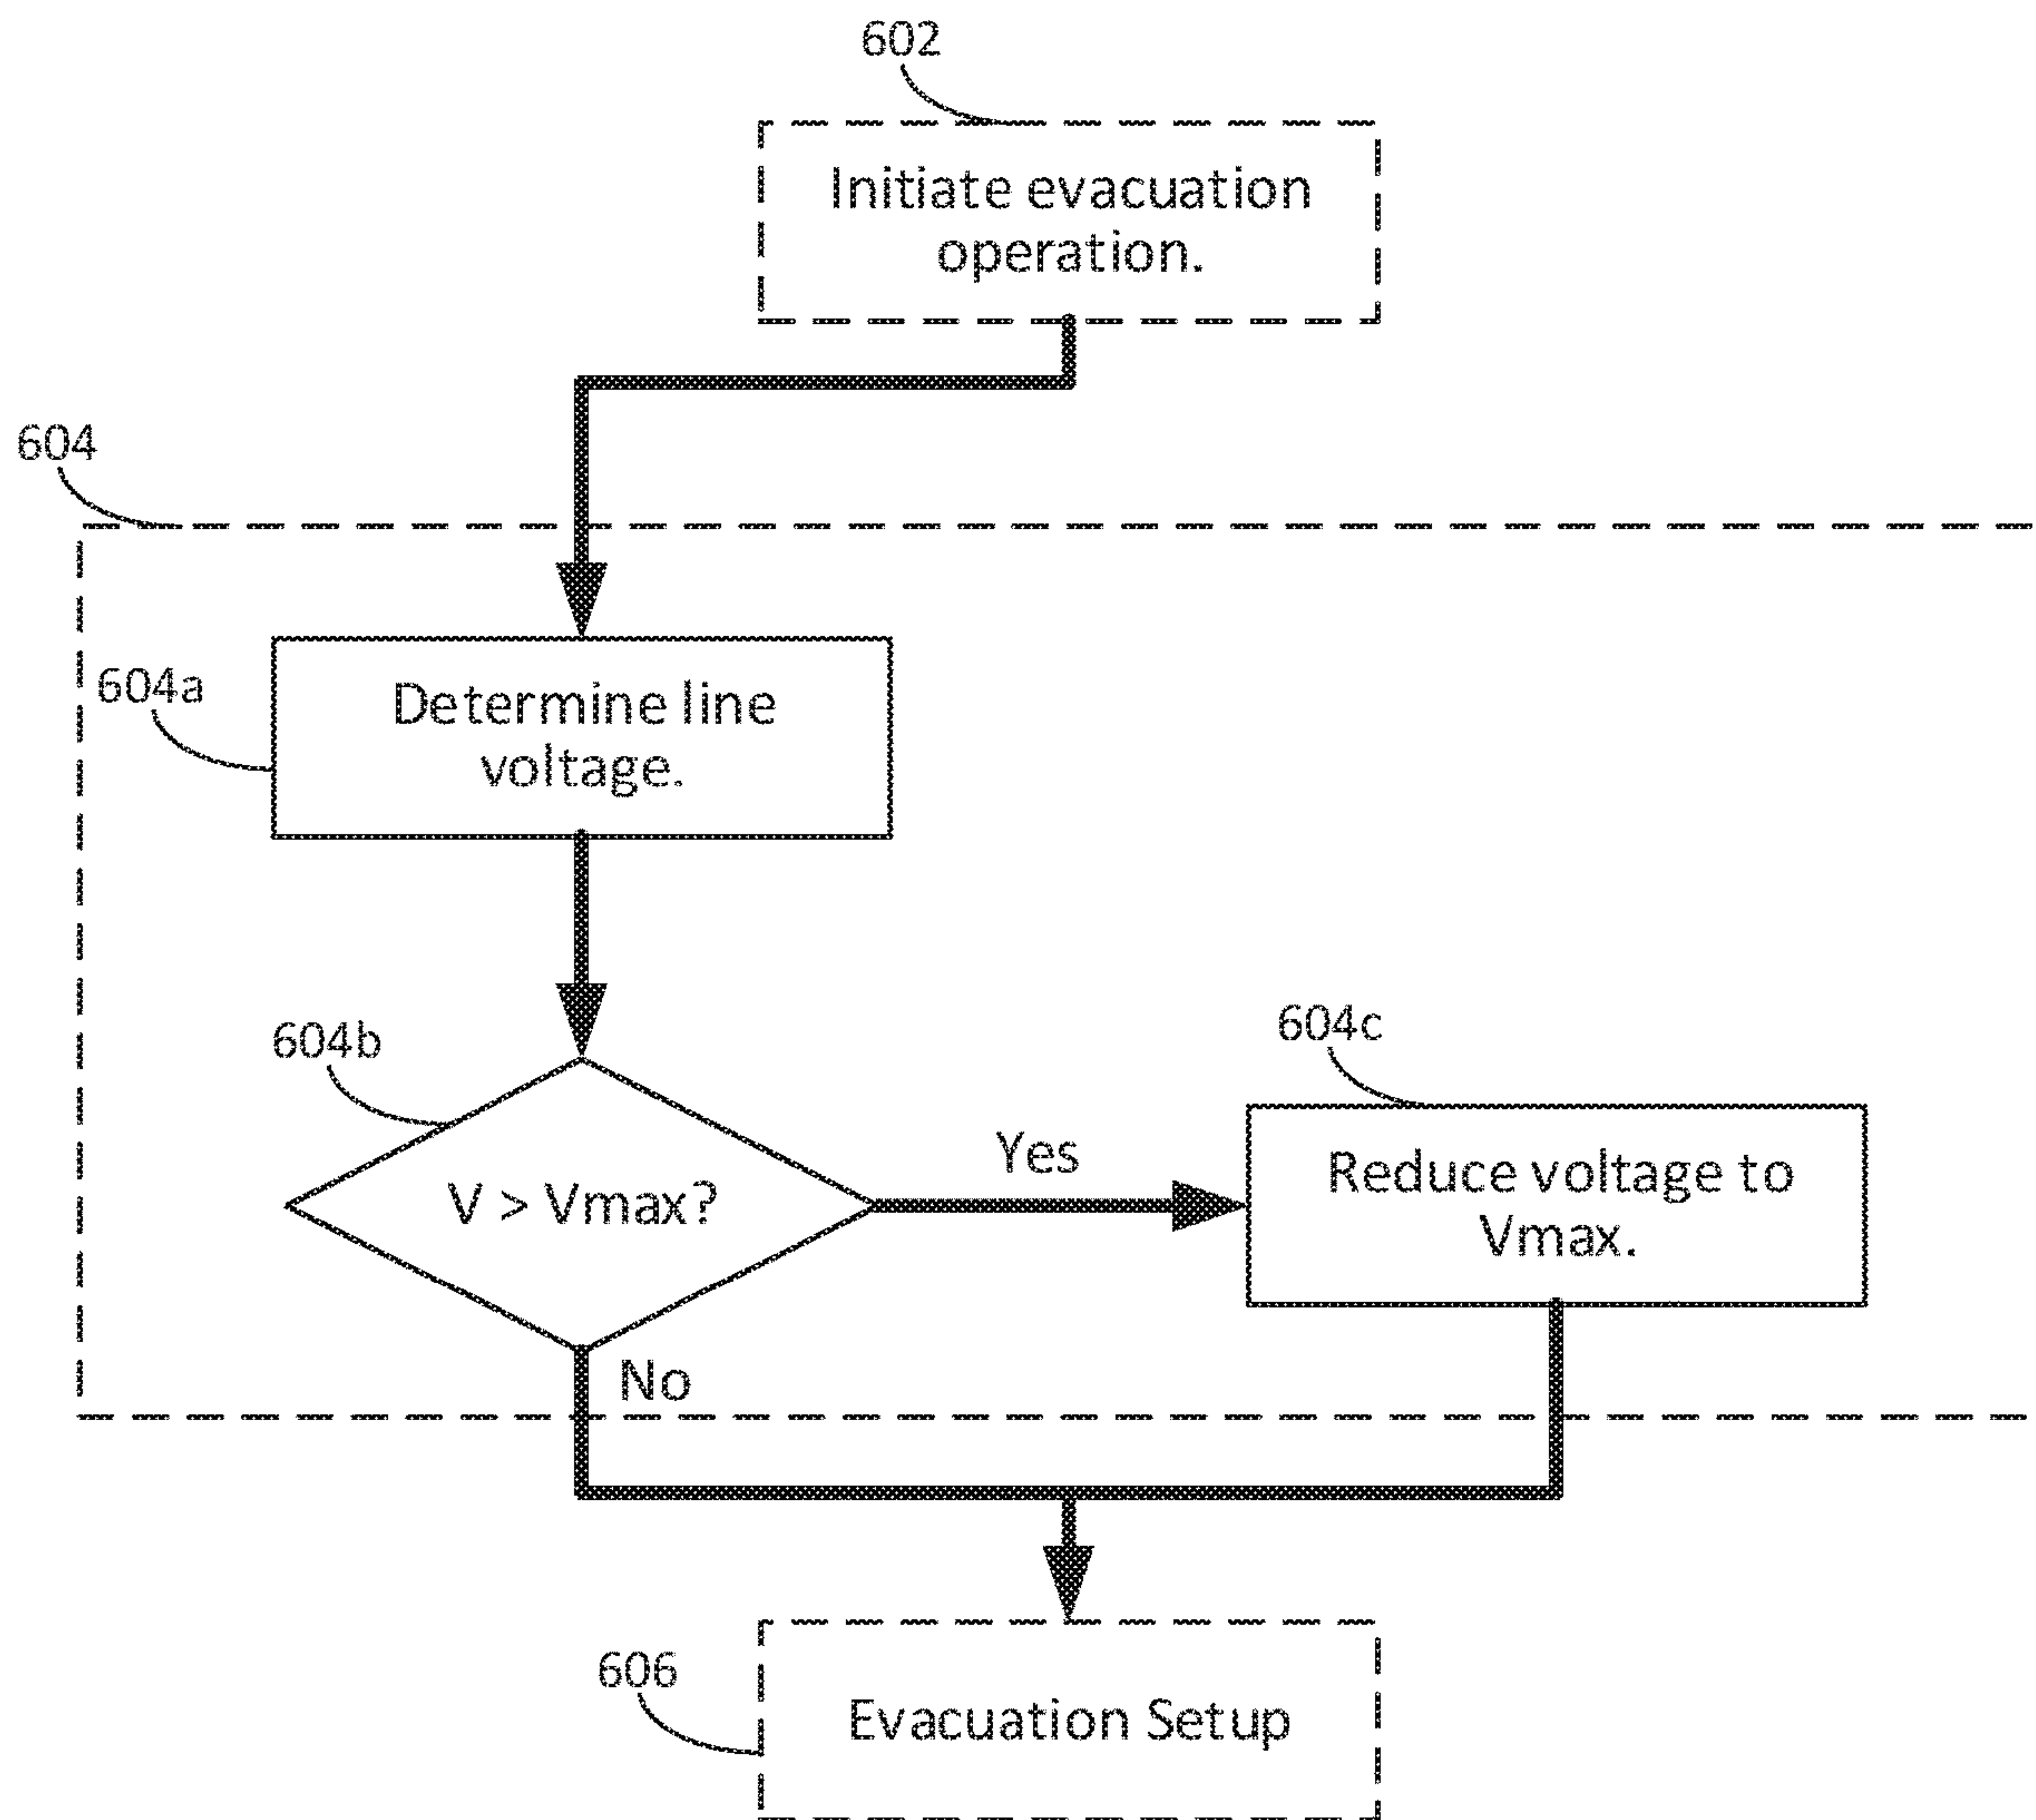 602
Initiate evacuation
operation.
604
604a
Determine line
voltage.
604b
V > Vmax?
Yes
604c
Reduce voltage to
Vmax.
No
606
Evacuation Setup